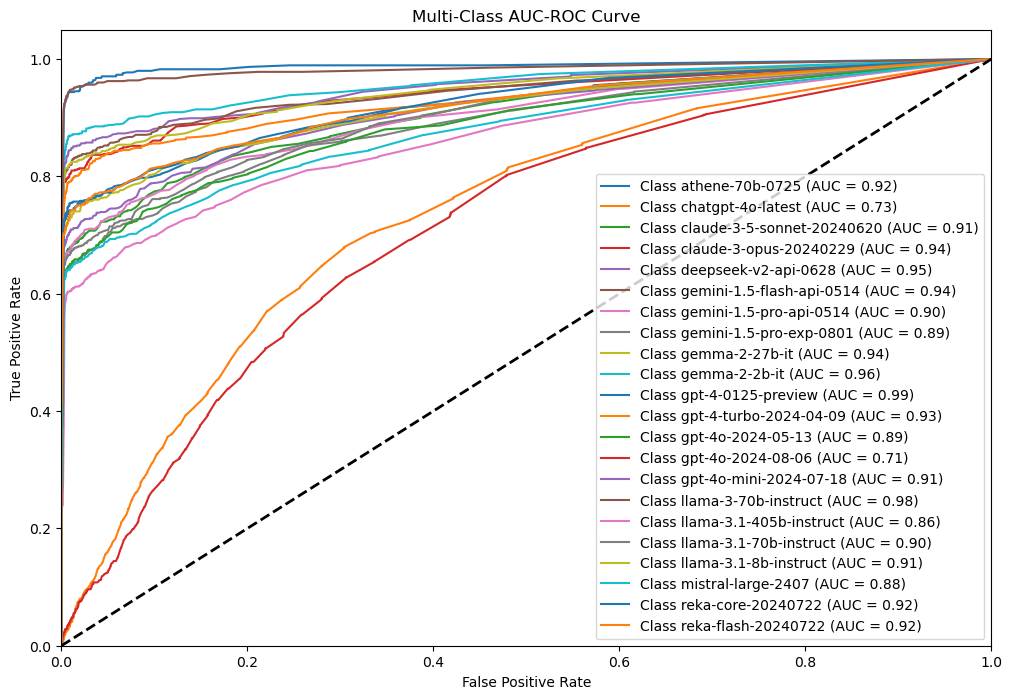 Multi-Class AUC-ROC Curve
True Positive Rate
1.0
0.8
0.6
0.4
0.2
0.0
Class athene-70b-0725 (AUC = 0.92)
Class chatgpt-4o-latest (AUC = 0.73)
Class claude-3-5-sonnet-20240620 (AUC = 0.91)
Class claude-3-opus-20240229 (AUC = 0.94)
Class deepseek-v2-api-0628 (AUC = 0.95)
Class gemini-1.5-flash-api-0514 (AUC = 0.94)
Class gemini-1.5-pro-api-0514 (AUC = 0.90)
Class gemini-1.5-pro-exp-0801 (AUC = 0.89)
Class gemma-2-27b-it (AUC = 0.94)
Class gemma-2-2b-it (AUC = 0.96)
Class gpt-4-0125-preview (AUC = 0.99)
Class gpt-4-turbo-2024-04-09 (AUC = 0.93)
Class gpt-4o-2024-05-13 (AUC = 0.89)
Class gpt-4o-2024-08-06 (AUC = 0.71)
Class gpt-4o-mini-2024-07-18 (AUC = 0.91)
Class llama-3-70b-instruct (AUC = 0.98)
Class llama-3.1-405b-instruct (AUC = 0.86)
Class llama-3.1-70b-instruct (AUC = 0.90)
Class llama-3.1-8b-instruct (AUC = 0.91)
Class mistral-large-2407 (AUC = 0.88)
Class reka-core-20240722 (AUC = 0.92)
Class reka-flash-20240722 (AUC = 0.92)
0.0 0.2 0.4 0.6 0.8 1.0
False Positive Rate